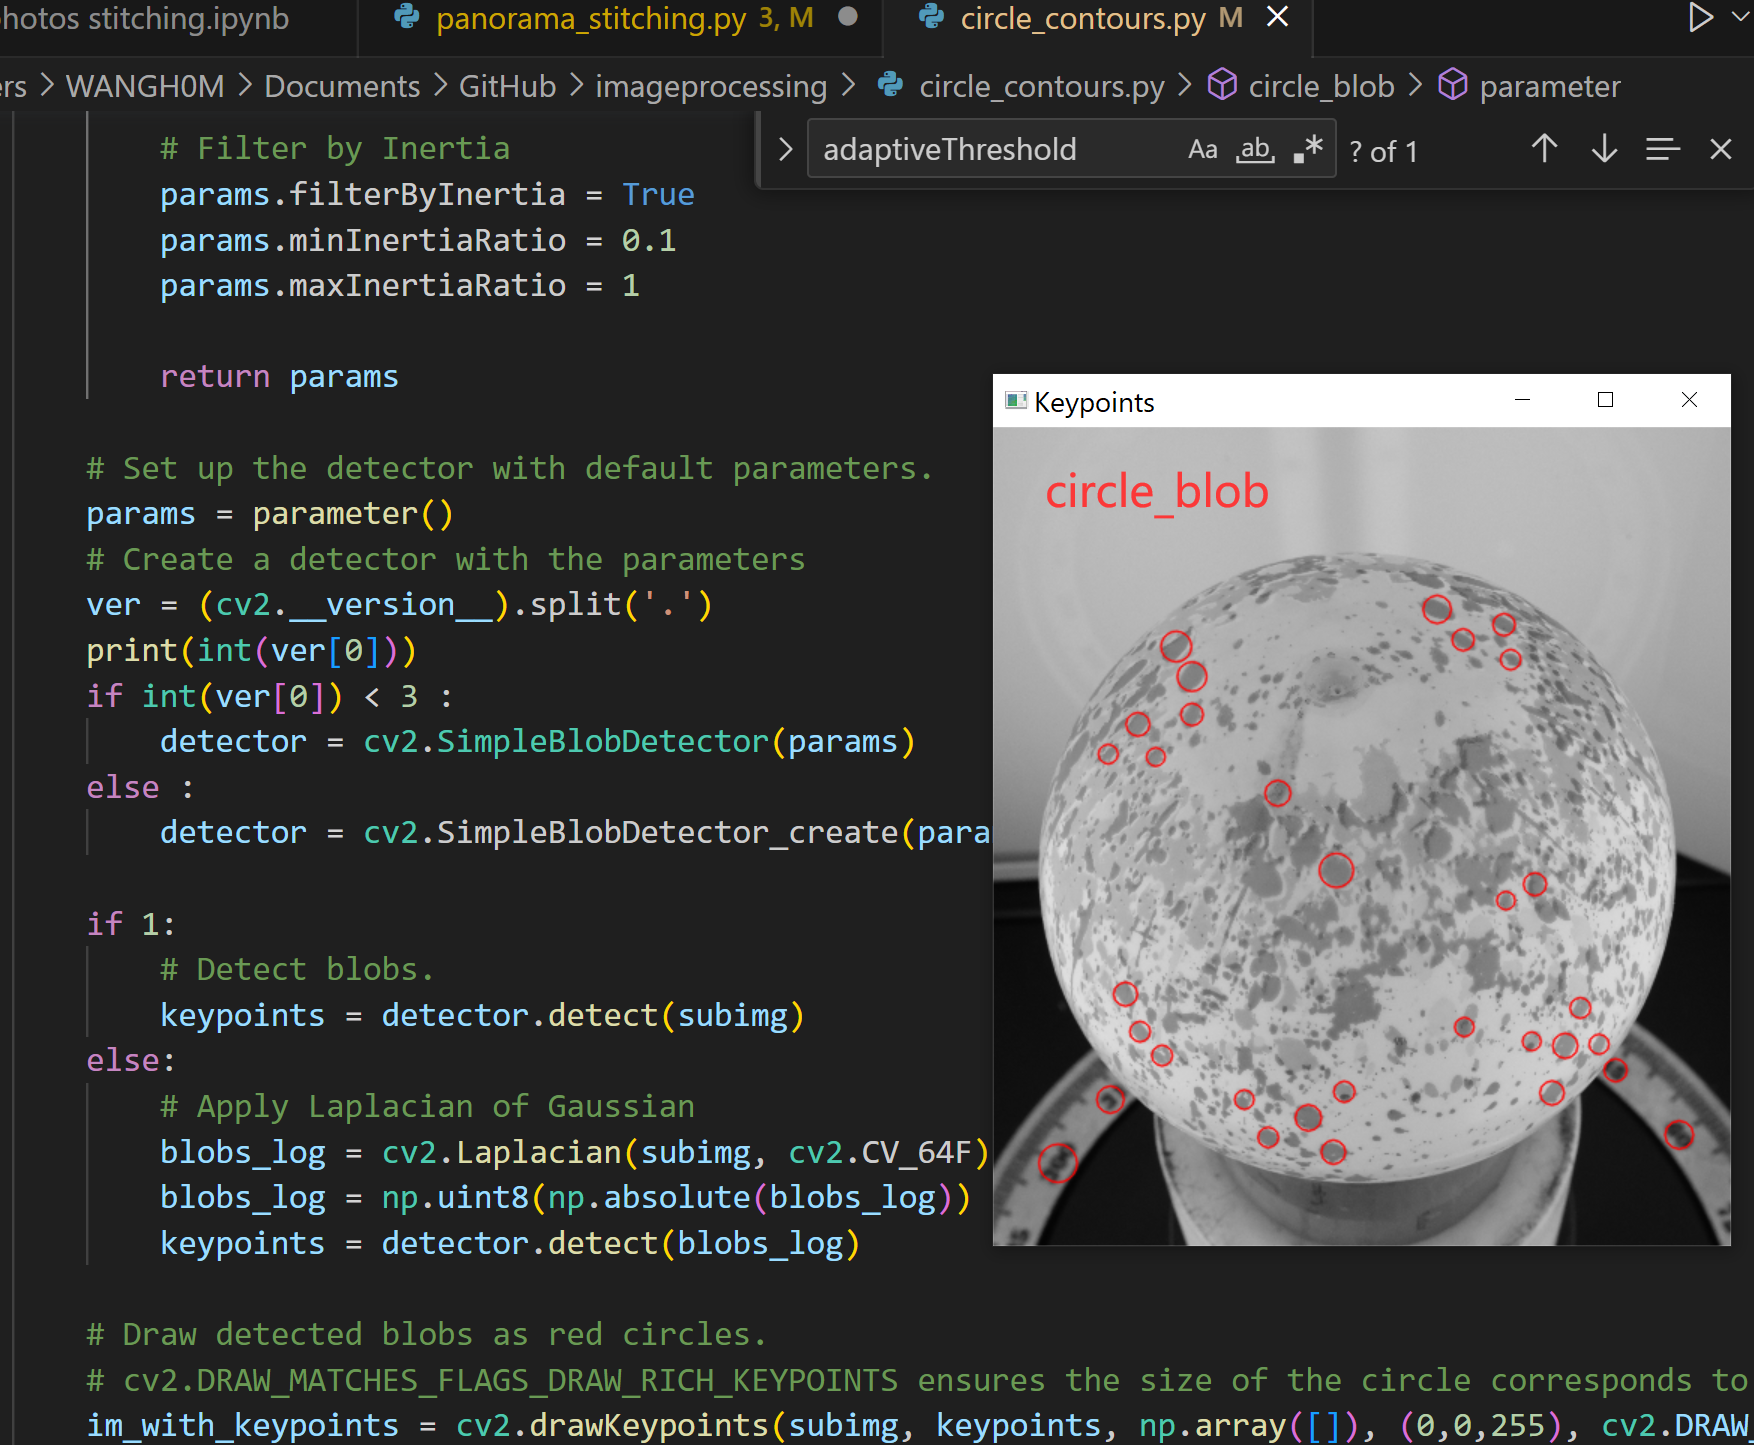 hotos stitching.ipynb
panorama_stitching.py 3, M
circle_contours.py M
ers > WANGH0M > Documents > GitHub > imageprocessing > circle_contours.py > circle_blob > parameter
adaptiveThreshold Aa ab .* ? of 1
# Filter by Inertia
params.filterByInertia = True
params.minInertiaRatio = 0.1
params.maxInertiaRatio = 1
return params
# Set up the detector with default parameters.
params = parameter()
# Create a detector with the parameters
ver = (cv2.__version__).split('.')
print(int(ver[0]))
if int(ver[0]) < 3 :
detector = cv2.SimpleBlobDetector(params)
else :
detector = cv2.SimpleBlobDetector_create(para
if 1:
# Detect blobs.
keypoints = detector.detect(subimg)
else:
# Apply Laplacian of Gaussian
blobs_log = cv2.Laplacian(subimg, cv2.CV_64F)
blobs_log = np.uint8(np.absolute(blobs_log))
keypoints = detector.detect(blobs_log)
# Draw detected blobs as red circles.
# cv2.DRAW_MATCHES_FLAGS_DRAW_RICH_KEYPOINTS ensures the size of the circle corresponds to
im_with_keypoints = cv2.drawKeypoints(subimg, keypoints, np.array([]), (0,0,255), cv2.DRAW_
Keypoints
circle_blob